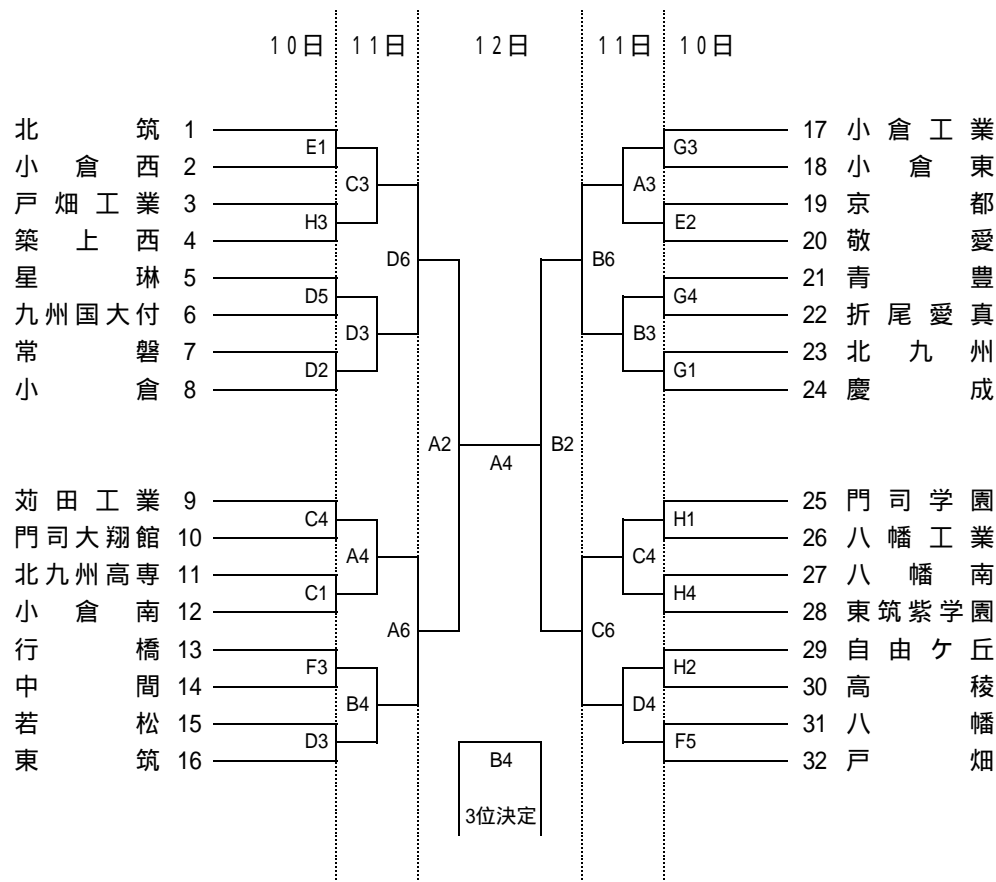 10日 11日 12日 11日 10日
北筑 1
小倉西 2
戸畑工業 3
築上西 4
星琳 5
九州国大付 6
常磐 7
小倉 8
E1
H3
D5
D2
C3
D3
D6
苅田工業 9
門司大翔館 10
北九州高専 11
小倉南 12
行橋 13
中間 14
若松 15
東筑 16
C4
C1
F3
D3
A4
B4
A6
A2
A4
B2
B4
3位決定
17 小倉工業
18 小倉東
19 京都
20 敬愛
21 青豊
22 折尾愛真
23 北九州
24 慶成
G3
E2
G4
G1
A3
B3
B6
25 門司学園
26 八幡工業
27 八幡南
28 東筑紫学園
29 自由ケ丘
30 高稜
31 八幡
32 戸畑
H1
H4
H2
F5
C4
D4
C6